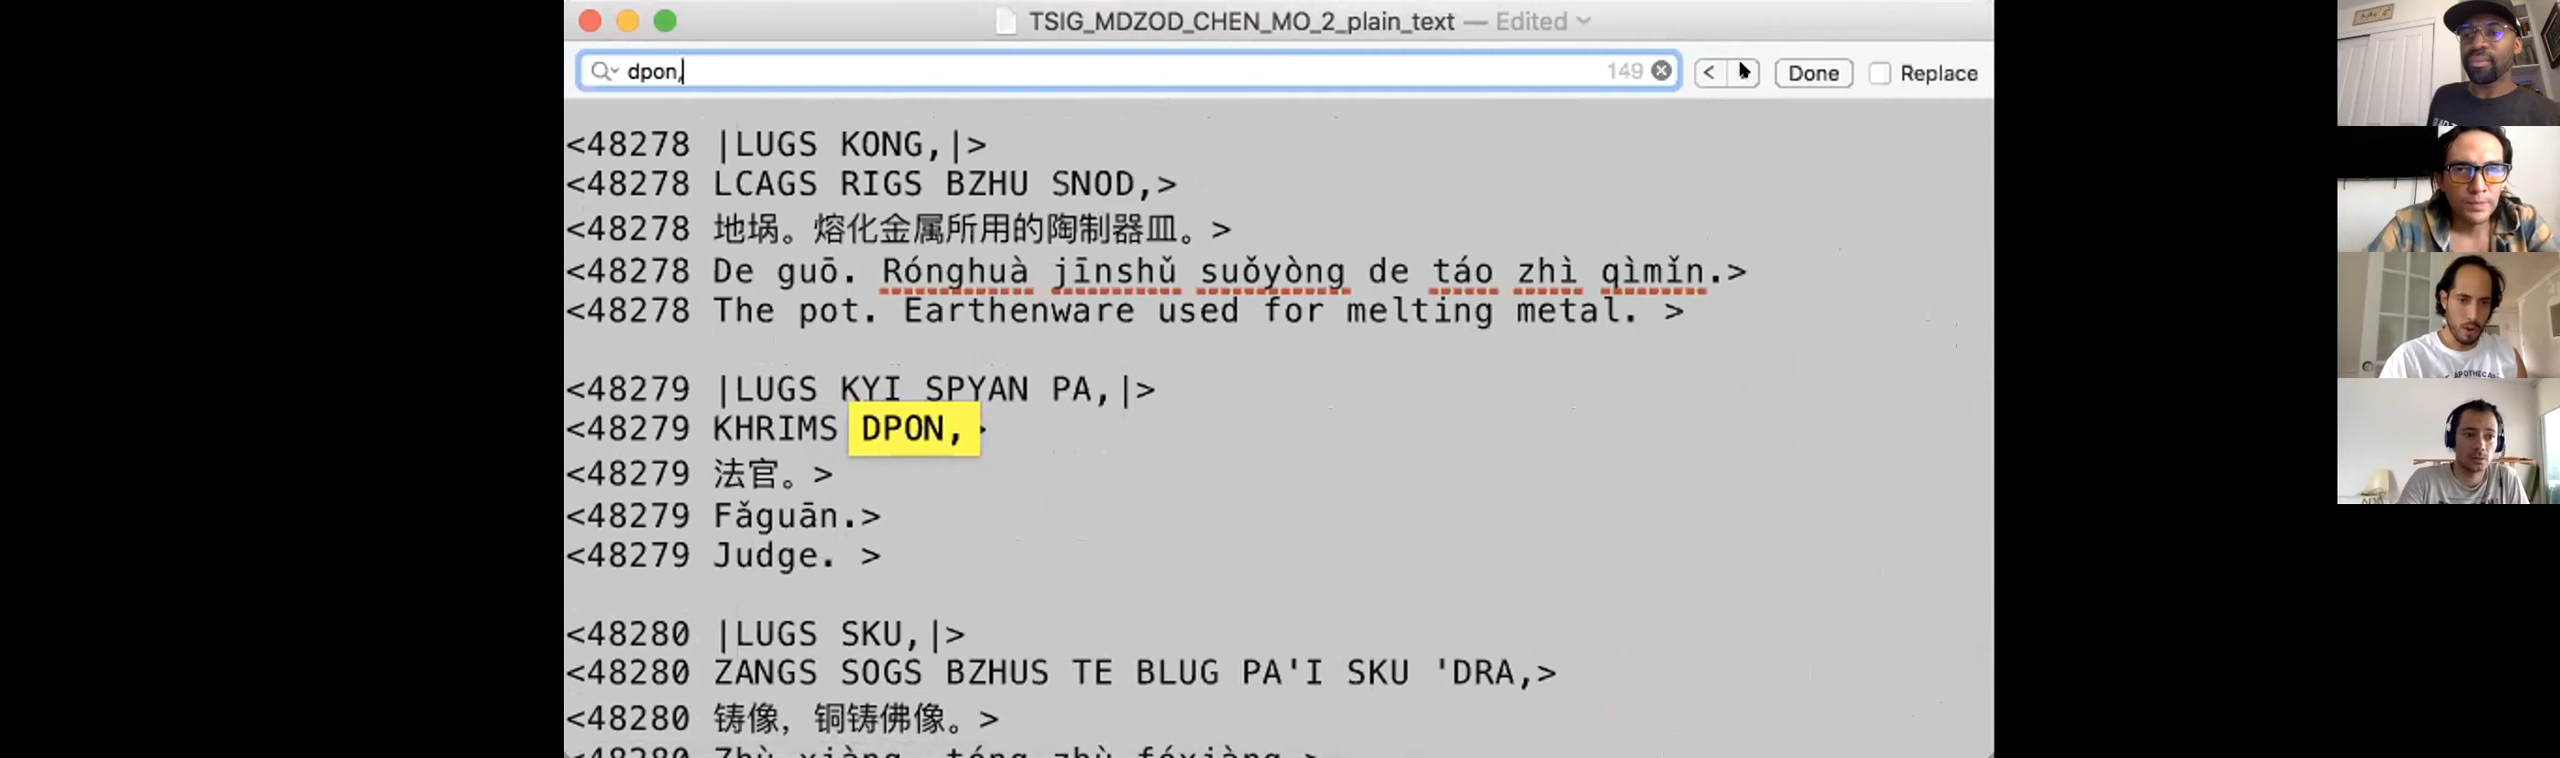 TSIG_MDZOD_CHEN_MO_2_plain_text — Edited
dpon, 149 < Done Replace
<48278 |LUGS KONG,|>
<48278 LCAGS RIGS BZHU SNOD,>
<48278 地埚。熔化金属所用的陶制器皿。>
<48278 De guō. Rónghuà jīnshǔ suǒyòng de táo zhì qìmǐn.>
<48278 The pot. Earthenware used for melting metal. >
<48279 |LUGS KYI SPYAN PA,|>
<48279 KHRIMS DPON,
<48279 法官。>
<48279 Fǎguān.>
<48279 Judge. >
<48280 |LUGS SKU,|>
<48280 ZANGS SOGS BZHUS TE BLUG PA'I SKU 'DRA,>
<48280 铸像，铜铸佛像。>
APOTHECA